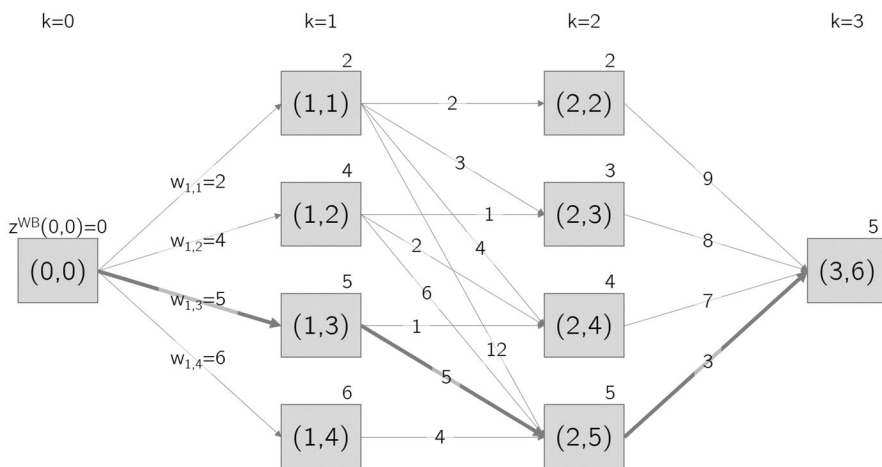 k=0 k=1 k=2 k=3
2 2
(1,1) 2 (2,2)
3 9
w1,1=2 4 3
z^WB(0,0)=0 (1,2) 1 (2,3) 8 5
w1,2=4 2 4
(0,0) (3,6)
w1,3=5 5 6 4 7
(1,3) 1 (2,4)
w1,4=6 12 3
6 5 5
(1,4) 4 (2,5)